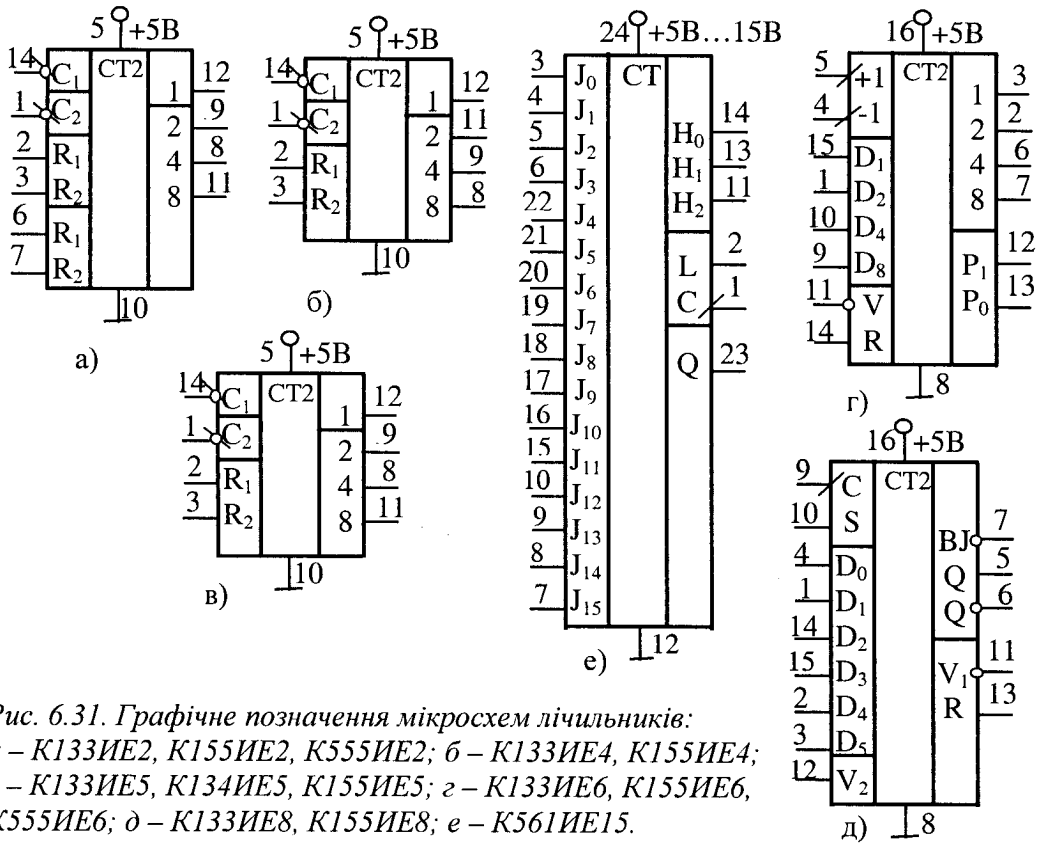 5 +5В
14 C₁ CT2 1 12
1 C₂ 2 9
2 R₁ 4 8
3 R₂ 8 11
6 R₁
7 R₂
10
а)
5 +5В
14 C₁ CT2 1 12
1 C₂ 2 11
2 R₁ 4 9
3 R₂ 8 8
10
б)
5 +5В
14 C₁ CT2 1 12
1 C₂ 2 9
2 R₁ 4 8
3 R₂ 8 11
10
в)
24 +5В...15В
CT
3 J₀
4 J₁
5 J₂
6 J₃
22 J₄
21 J₅
20 J₆
19 J₇
18 J₈
17 J₉
16 J₁₀
15 J₁₁
10 J₁₂
9 J₁₃
8 J₁₄
7 J₁₅
H₀ 14
H₁ 13
H₂ 11
L 2
C 1
Q 23
12
е)
16 +5В
CT2
5 +1
4 -1
15 D₁
1 D₂
10 D₄
9 D₈
11 V
14 R
1 3
2 2
4 6
8 7
P₁ 12
P₀ 13
8
г)
16 +5В
CT2
9 C
10 S
4 D₀
1 D₁
14 D₂
15 D₃
2 D₄
3 D₅
12 V₂
BJ 7
Q 5
Q 6
V₁ 11
R 13
8
д)
Рис. 6.31. Графічне позначення мікросхем лічильників:
– К133ИЕ2, К155ИЕ2, К555ИЕ2; б – К133ИЕ4, К155ИЕ4;
– К133ИЕ5, К134ИЕ5, К155ИЕ5; г – К133ИЕ6, К155ИЕ6,
К555ИЕ6; д – К133ИЕ8, К155ИЕ8; е – К561ИЕ15.